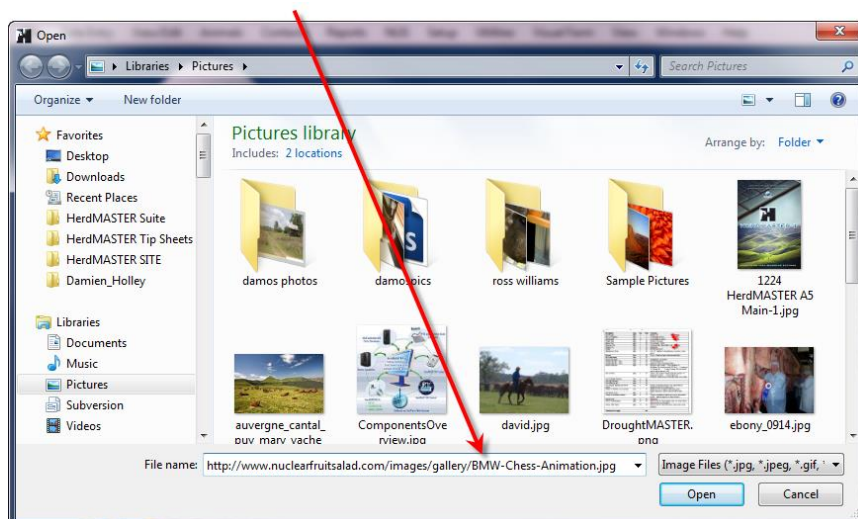 Open
Libraries ▸ Pictures ▸
Search Pictures
Organize ▾ New folder
Favorites
Desktop
Downloads
Recent Places
HerdMASTER Suite
HerdMASTER Tip Sheets
HerdMASTER SITE
Damien_Holley
Libraries
Documents
Music
Pictures
Subversion
Videos
Pictures library
Includes: 2 locations
Arrange by: Folder ▾
damos photos
damos pics
ross williams
Sample Pictures
1224
HerdMASTER A5
Main-1.jpg
auvergne_cantal_
puy_mary_vache
ComponentsOve
rview.jpg
david.jpg
DroughtMASTER.
png
ebony_0914.jpg
File name: http://www.nuclearfruitsalad.com/images/gallery/BMW-Chess-Animation.jpg
Image Files (*.jpg, *.jpeg, *.gif, *
Open
Cancel